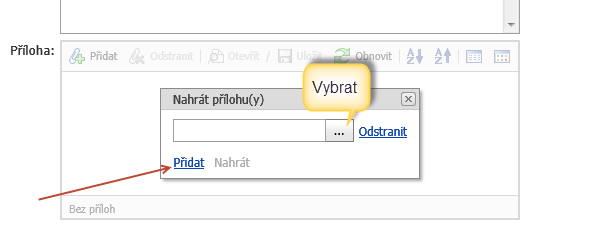 Příloha:
Přidat Odstranit Otevřít / Uložit Obnovit
Vybrat
Nahrát přílohu(y)
... Odstranit
Přidat Nahrát
Bez příloh